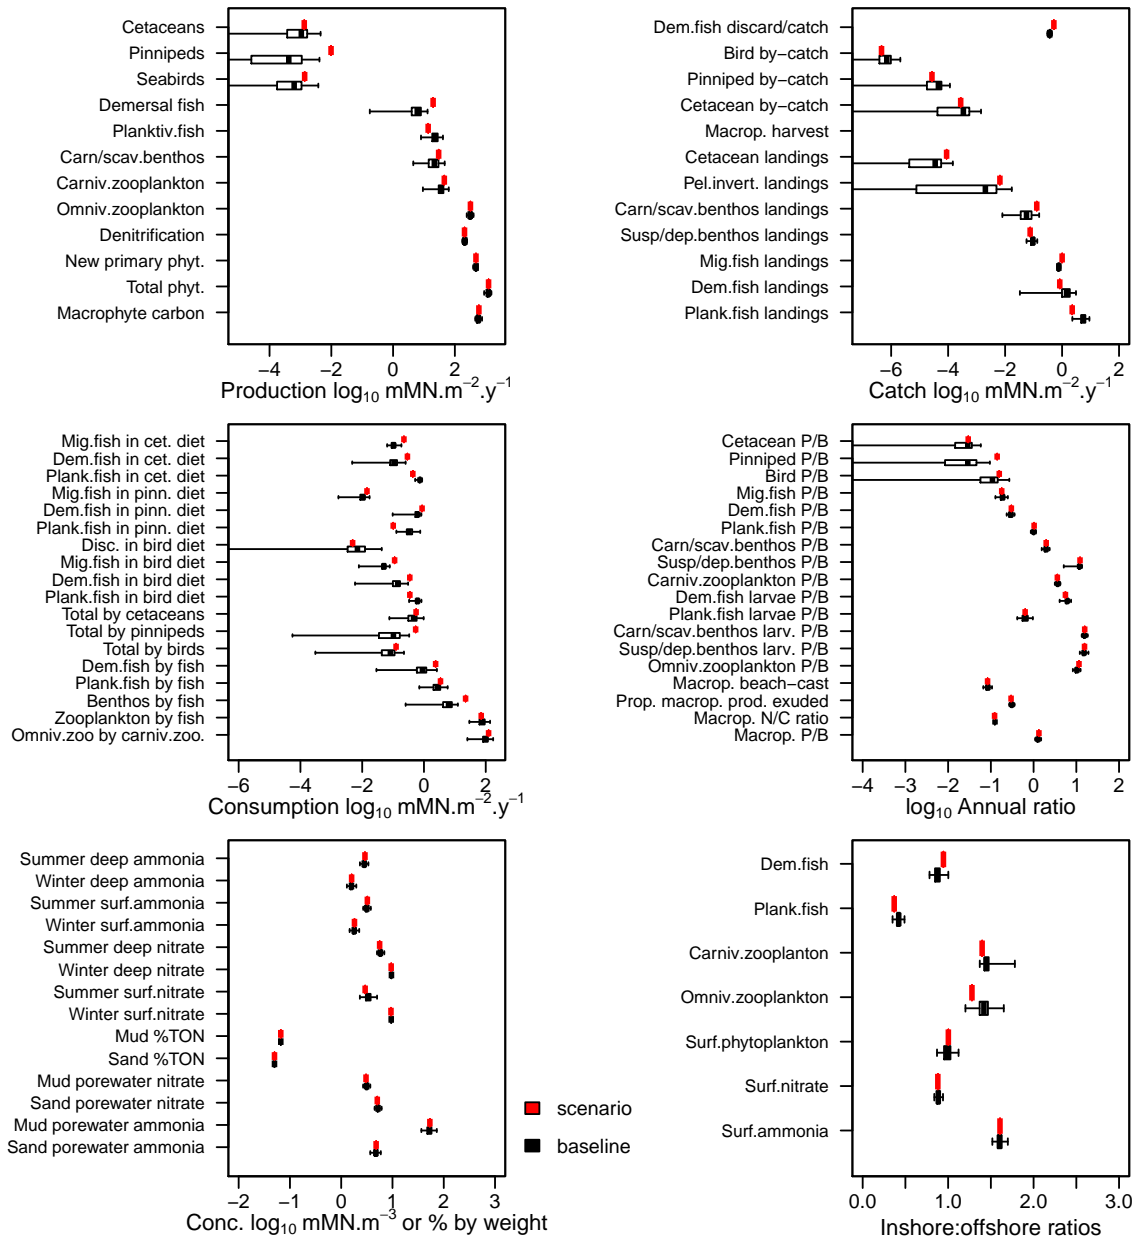 Cetaceans
Pinnipeds
Seabirds
Demersal fish
Planktiv.fish
Carn/scav.benthos
Carniv.zooplankton
Omniv.zooplankton
Denitrification
New primary phyt.
Total phyt.
Macrophyte carbon
−4 −2 0 2
Production log10 mMN.m−2.y−1
Dem.fish discard/catch
Bird by−catch
Pinniped by−catch
Cetacean by−catch
Macrop. harvest
Cetacean landings
Pel.invert. landings
Carn/scav.benthos landings
Susp/dep.benthos landings
Mig.fish landings
Dem.fish landings
Plank.fish landings
−6 −4 −2 0 2
Catch log10 mMN.m−2.y−1
Mig.fish in cet. diet
Dem.fish in cet. diet
Plank.fish in cet. diet
Mig.fish in pinn. diet
Dem.fish in pinn. diet
Plank.fish in pinn. diet
Disc. in bird diet
Mig.fish in bird diet
Dem.fish in bird diet
Plank.fish in bird diet
Total by cetaceans
Total by pinnipeds
Total by birds
Dem.fish by fish
Plank.fish by fish
Benthos by fish
Zooplankton by fish
Omniv.zoo by carniv.zoo.
−6 −4 −2 0 2
Consumption log10 mMN.m−2.y−1
Cetacean P/B
Pinniped P/B
Bird P/B
Mig.fish P/B
Dem.fish P/B
Plank.fish P/B
Carn/scav.benthos P/B
Susp/dep.benthos P/B
Carniv.zooplankton P/B
Dem.fish larvae P/B
Plank.fish larvae P/B
Carn/scav.benthos larv. P/B
Susp/dep.benthos larv. P/B
Omniv.zooplankton P/B
Macrop. beach−cast
Prop. macrop. prod. exuded
Macrop. N/C ratio
Macrop. P/B
−4 −3 −2 −1 0 1 2
log10 Annual ratio
Summer deep ammonia
Winter deep ammonia
Summer surf.ammonia
Winter surf.ammonia
Summer deep nitrate
Winter deep nitrate
Summer surf.nitrate
Winter surf.nitrate
Mud %TON
Sand %TON
Mud porewater nitrate
Sand porewater nitrate
Mud porewater ammonia
Sand porewater ammonia
−2 −1 0 1 2 3
Conc. log10 mMN.m−3 or % by weight
scenario
baseline
Dem.fish
Plank.fish
Carniv.zooplanton
Omniv.zooplankton
Surf.phytoplankton
Surf.nitrate
Surf.ammonia
0.0 1.0 2.0 3.0
Inshore:offshore ratios